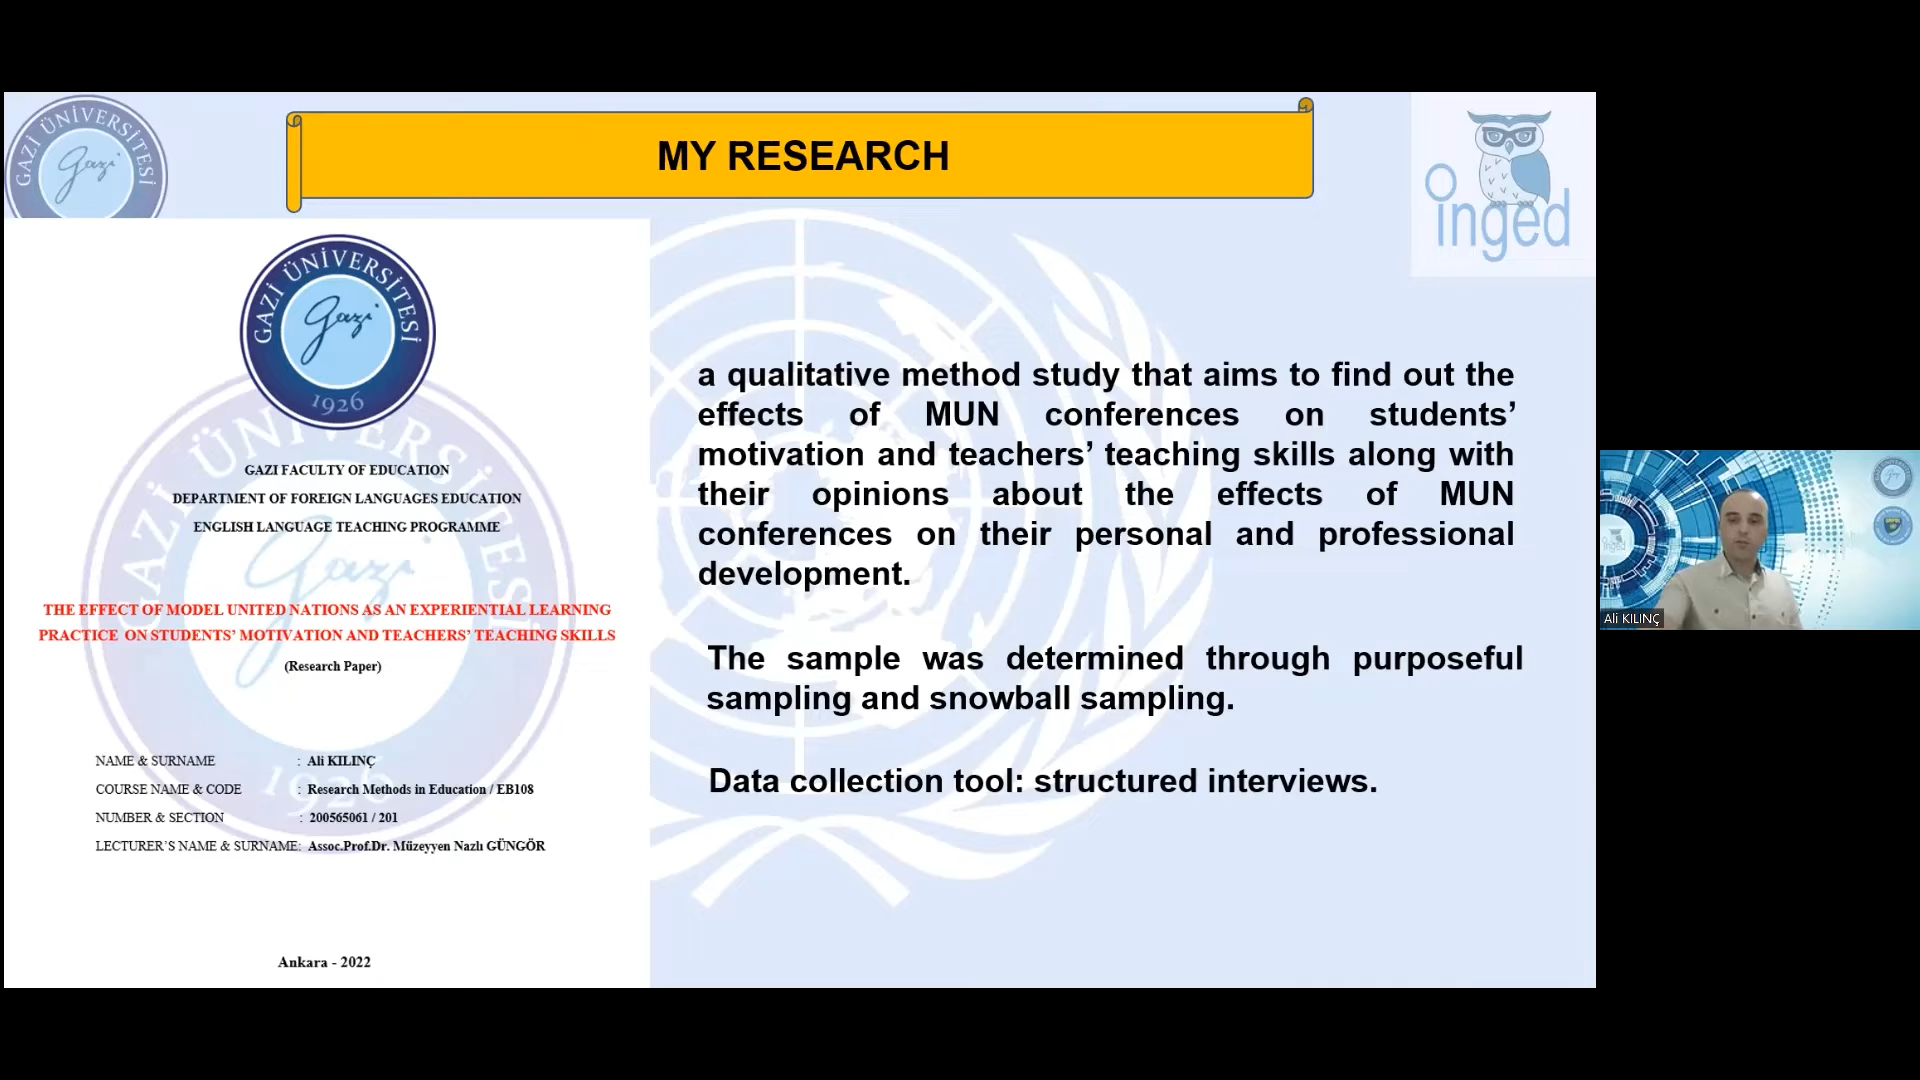 GAZİ ÜNİVERSİTESİ
Gazi
MY RESEARCH
inged
GAZİ ÜNİVERSİTESİ
Gazi
1926
GAZİ ÜNİVERSİTESİ
Gazi
1926
GAZI FACULTY OF EDUCATION
DEPARTMENT OF FOREIGN LANGUAGES EDUCATION
ENGLISH LANGUAGE TEACHING PROGRAMME
THE EFFECT OF MODEL UNITED NATIONS AS AN EXPERIENTIAL LEARNING
PRACTICE ON STUDENTS’ MOTIVATION AND TEACHERS’ TEACHING SKILLS
(Research Paper)
NAME & SURNAME : Ali KILINÇ
COURSE NAME & CODE : Research Methods in Education / EB108
NUMBER & SECTION : 200565061 / 201
LECTURER’S NAME & SURNAME: Assoc.Prof.Dr. Müzeyyen Nazlı GÜNGÖR
Ankara - 2022
a qualitative method study that aims to find out the
effects of MUN conferences on students’
motivation and teachers’ teaching skills along with
their opinions about the effects of MUN
conferences on their personal and professional
development.
The sample was determined through purposeful
sampling and snowball sampling.
Data collection tool: structured interviews.
Ali KILINÇ